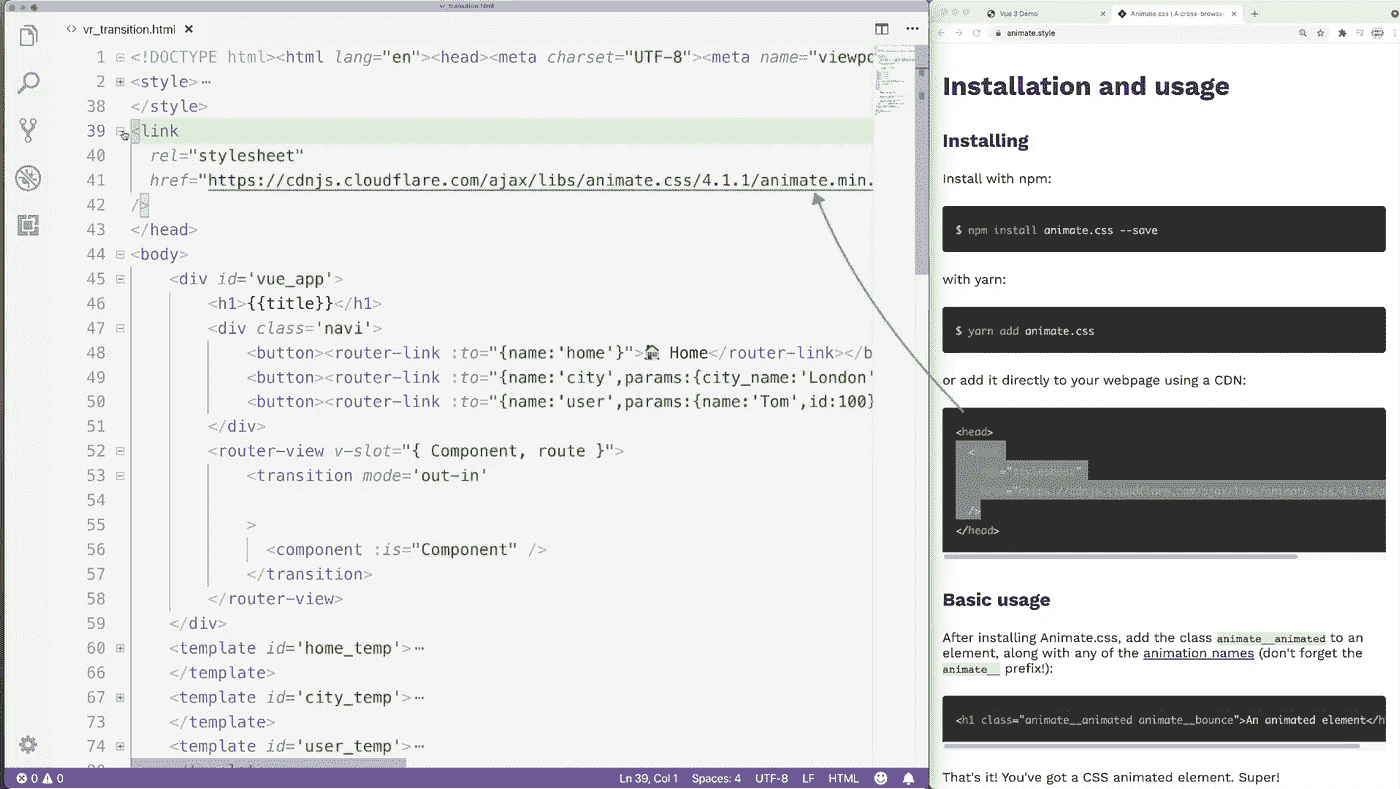 vr_transition.html
vr_transition.html
1 <!DOCTYPE html><html lang="en"><head><meta charset="UTF-8"><meta name="viewpo
2 <style>⋯
38 </style>
39 <link
40 rel="stylesheet"
41 href="https://cdnjs.cloudflare.com/ajax/libs/animate.css/4.1.1/animate.min.
42 />
43 </head>
44 <body>
45 <div id='vue_app'>
46 <h1>{{title}}</h1>
47 <div class='navi'>
48 <button><router-link :to="{name:'home'}">🏠 Home</router-link></b
49 <button><router-link :to="{name:'city',params:{city_name:'London'
50 <button><router-link :to="{name:'user',params:{name:'Tom',id:100}
51 </div>
52 <router-view v-slot="{ Component, route }">
53 <transition mode='out-in'
54
55 >
56 <component :is="Component" />
57 </transition>
58 </router-view>
59 </div>
60 <template id='home_temp'>⋯
66 </template>
67 <template id='city_temp'>⋯
73 </template>
74 <template id='user_temp'>⋯
0 0 Ln 39, Col 1 Spaces: 4 UTF-8 LF HTML
Vue 3 Demo
Animate.css | A cross-browse
animate.style
Installation and usage
Installing
Install with npm:
$ npm install animate.css --save
with yarn:
$ yarn add animate.css
or add it directly to your webpage using a CDN:
<head>
<
/>
</head>
Basic usage
After installing Animate.css, add the class animate__animated to an
element, along with any of the animation names (don't forget the
animate__ prefix!):
<h1 class="animate__animated animate__bounce">An animated element</h
That's it! You've got a CSS animated element. Super!